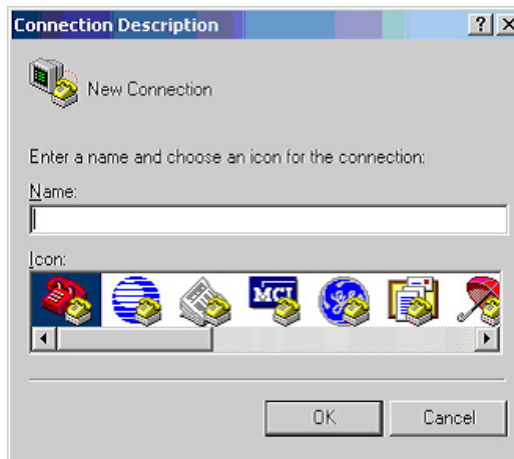 Connection Description
New Connection
Enter a name and choose an icon for the connection:
Name:
Icon:
MCI
OK
Cancel